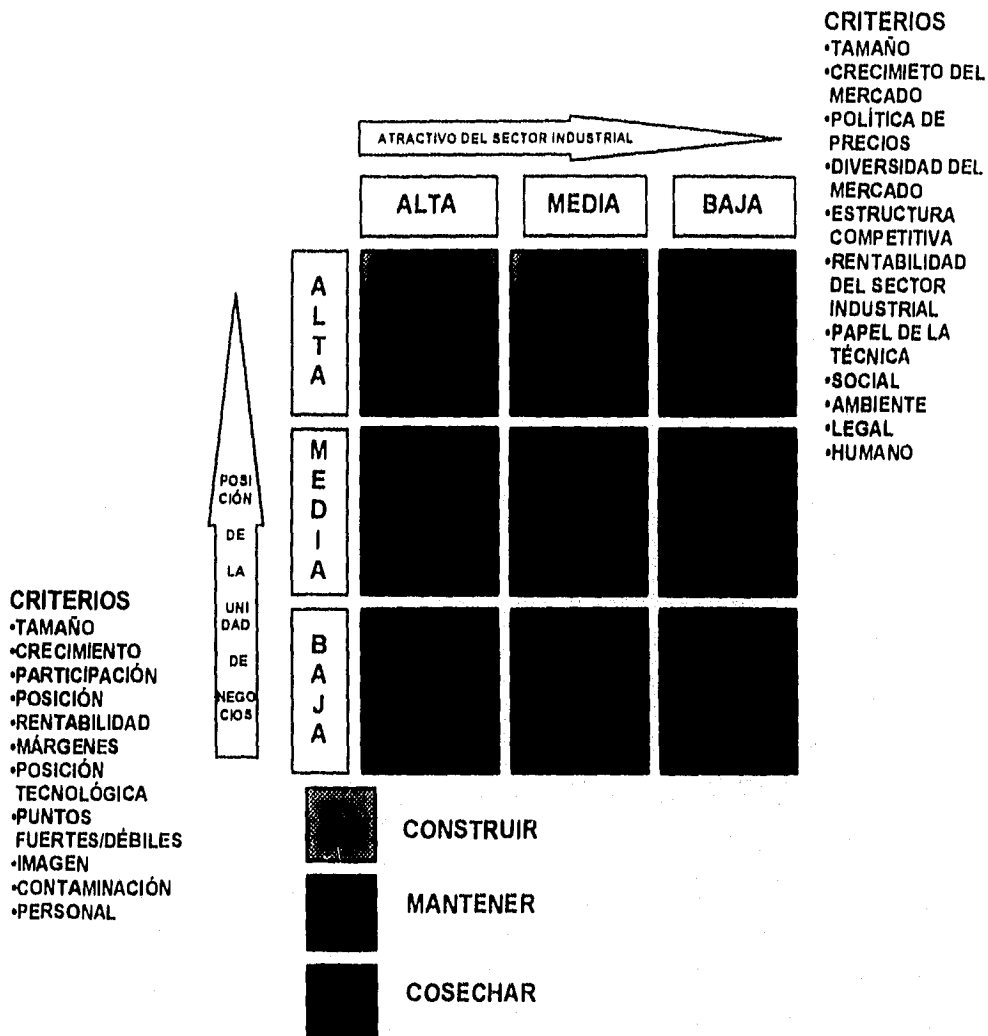 CRITERIOS
•TAMAÑO
•CRECIMIETO DEL
MERCADO
•POLÍTICA DE
PRECIOS
•DIVERSIDAD DEL
MERCADO
•ESTRUCTURA
COMPETITIVA
•RENTABILIDAD
DEL SECTOR
INDUSTRIAL
•PAPEL DE LA
TÉCNICA
•SOCIAL
•AMBIENTE
•LEGAL
•HUMANO
ATRACTIVO DEL SECTOR INDUSTRIAL
ALTA MEDIA BAJA
A
L
T
A
M
E
D
I
A
B
A
J
A
POSI
CIÓN
DE
LA
UNI
DAD
DE
NEGO
CIOS
CRITERIOS
•TAMAÑO
•CRECIMIENTO
•PARTICIPACIÓN
•POSICIÓN
•RENTABILIDAD
•MÁRGENES
•POSICIÓN
TECNOLÓGICA
•PUNTOS
FUERTES/DÉBILES
•IMAGEN
•CONTAMINACIÓN
•PERSONAL
CONSTRUIR
MANTENER
COSECHAR